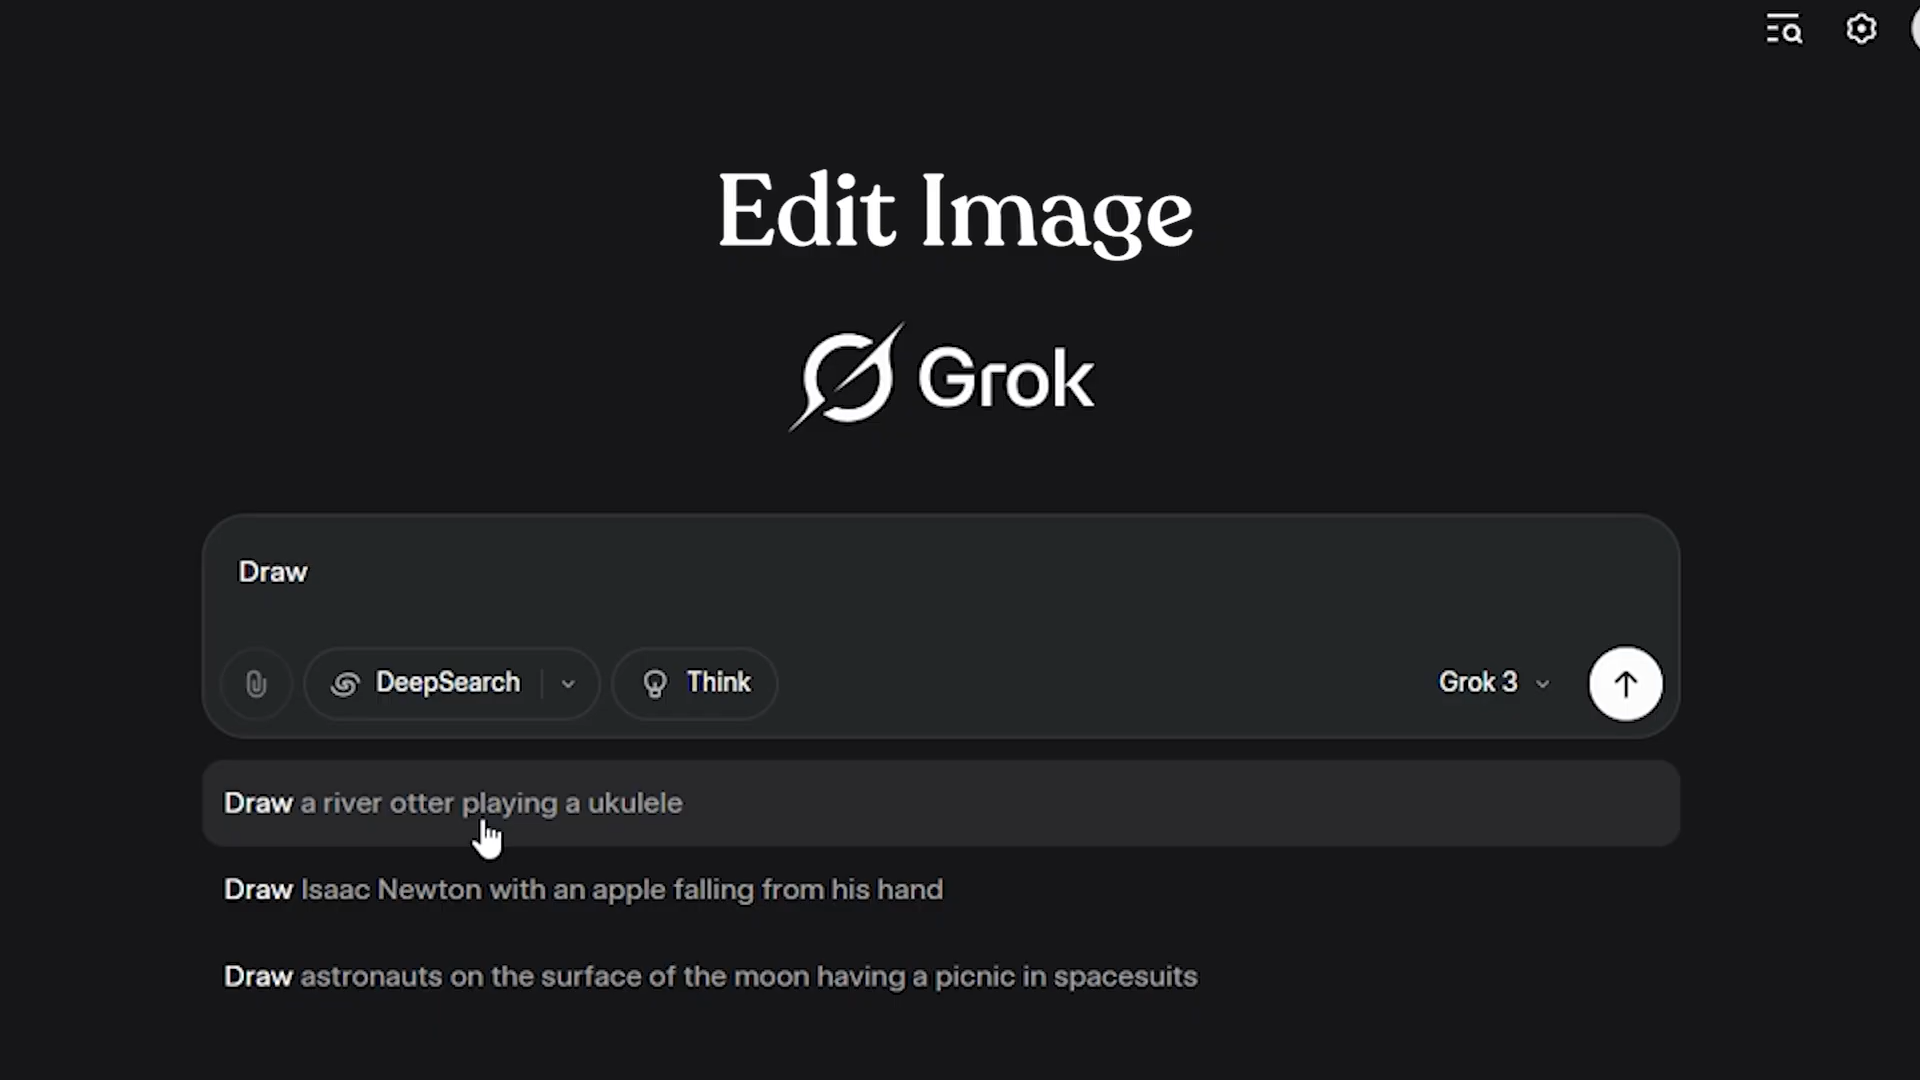 Edit Image
Grok
Draw
DeepSearch
Think
Grok 3
Draw a river otter playing a ukulele
Draw Isaac Newton with an apple falling from his hand
Draw astronauts on the surface of the moon having a picnic in spacesuits